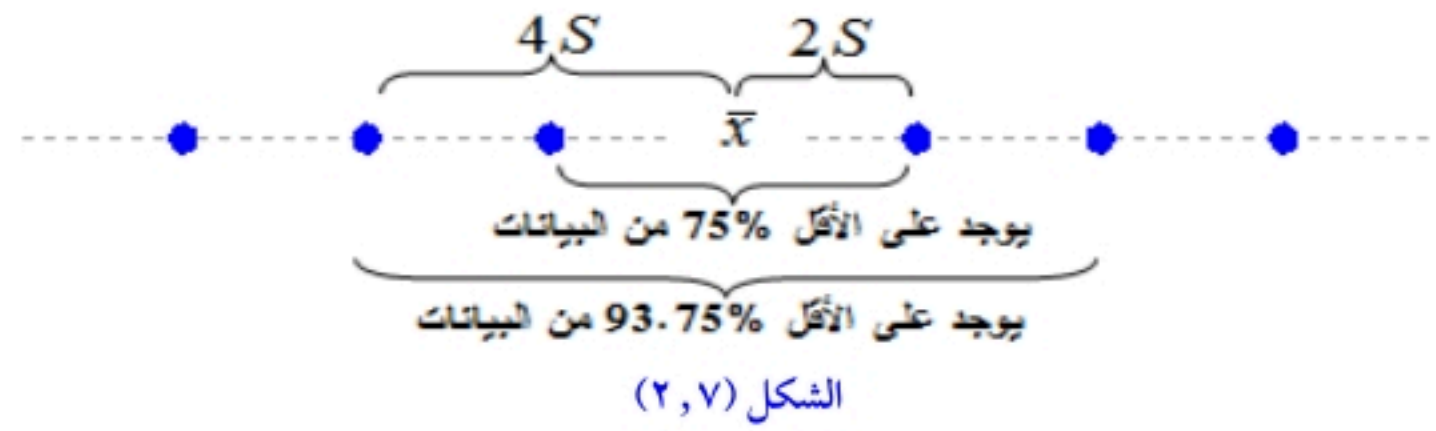 4S 2S
x̄
يوجد على الأقل 75% من البيانات
يوجد على الأقل 93.75% من البيانات
الشكل (٢,٧)